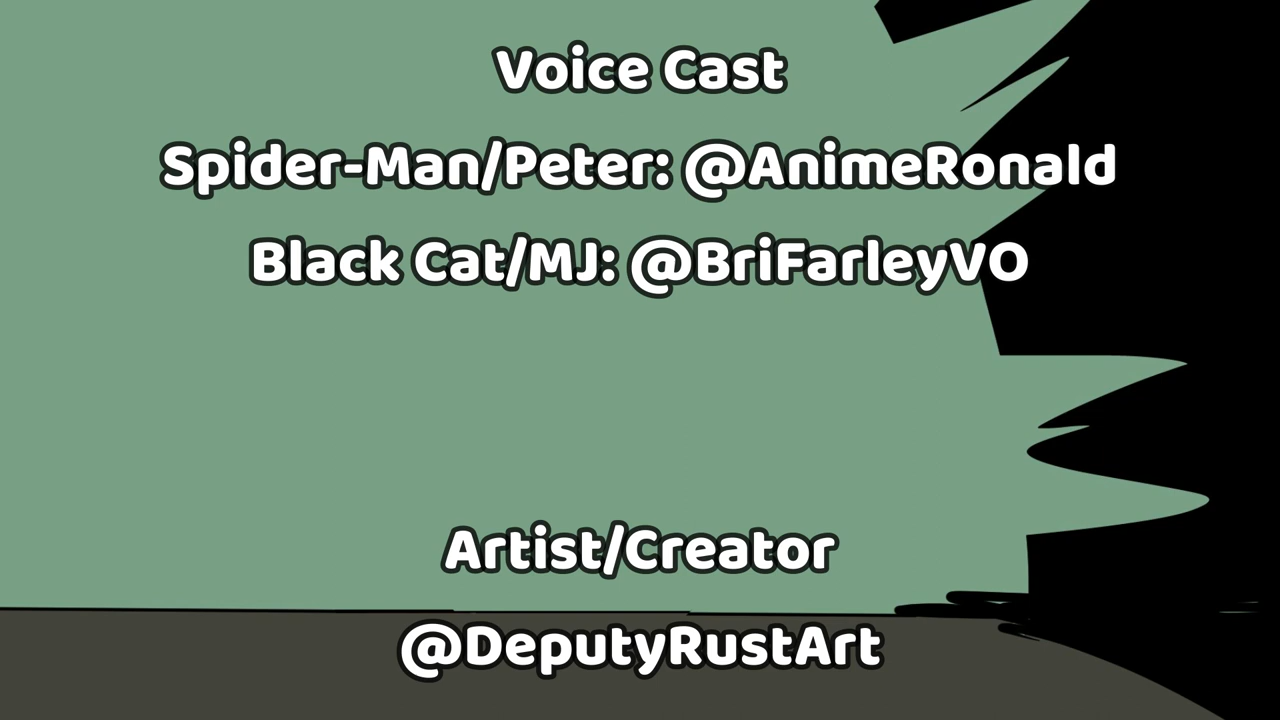 Voice Cast
Spider-Man/Peter: @AnimeRonald
Black Cat/MJ: @BriFarleyVO
Artist/Creator
@DeputyRustArt